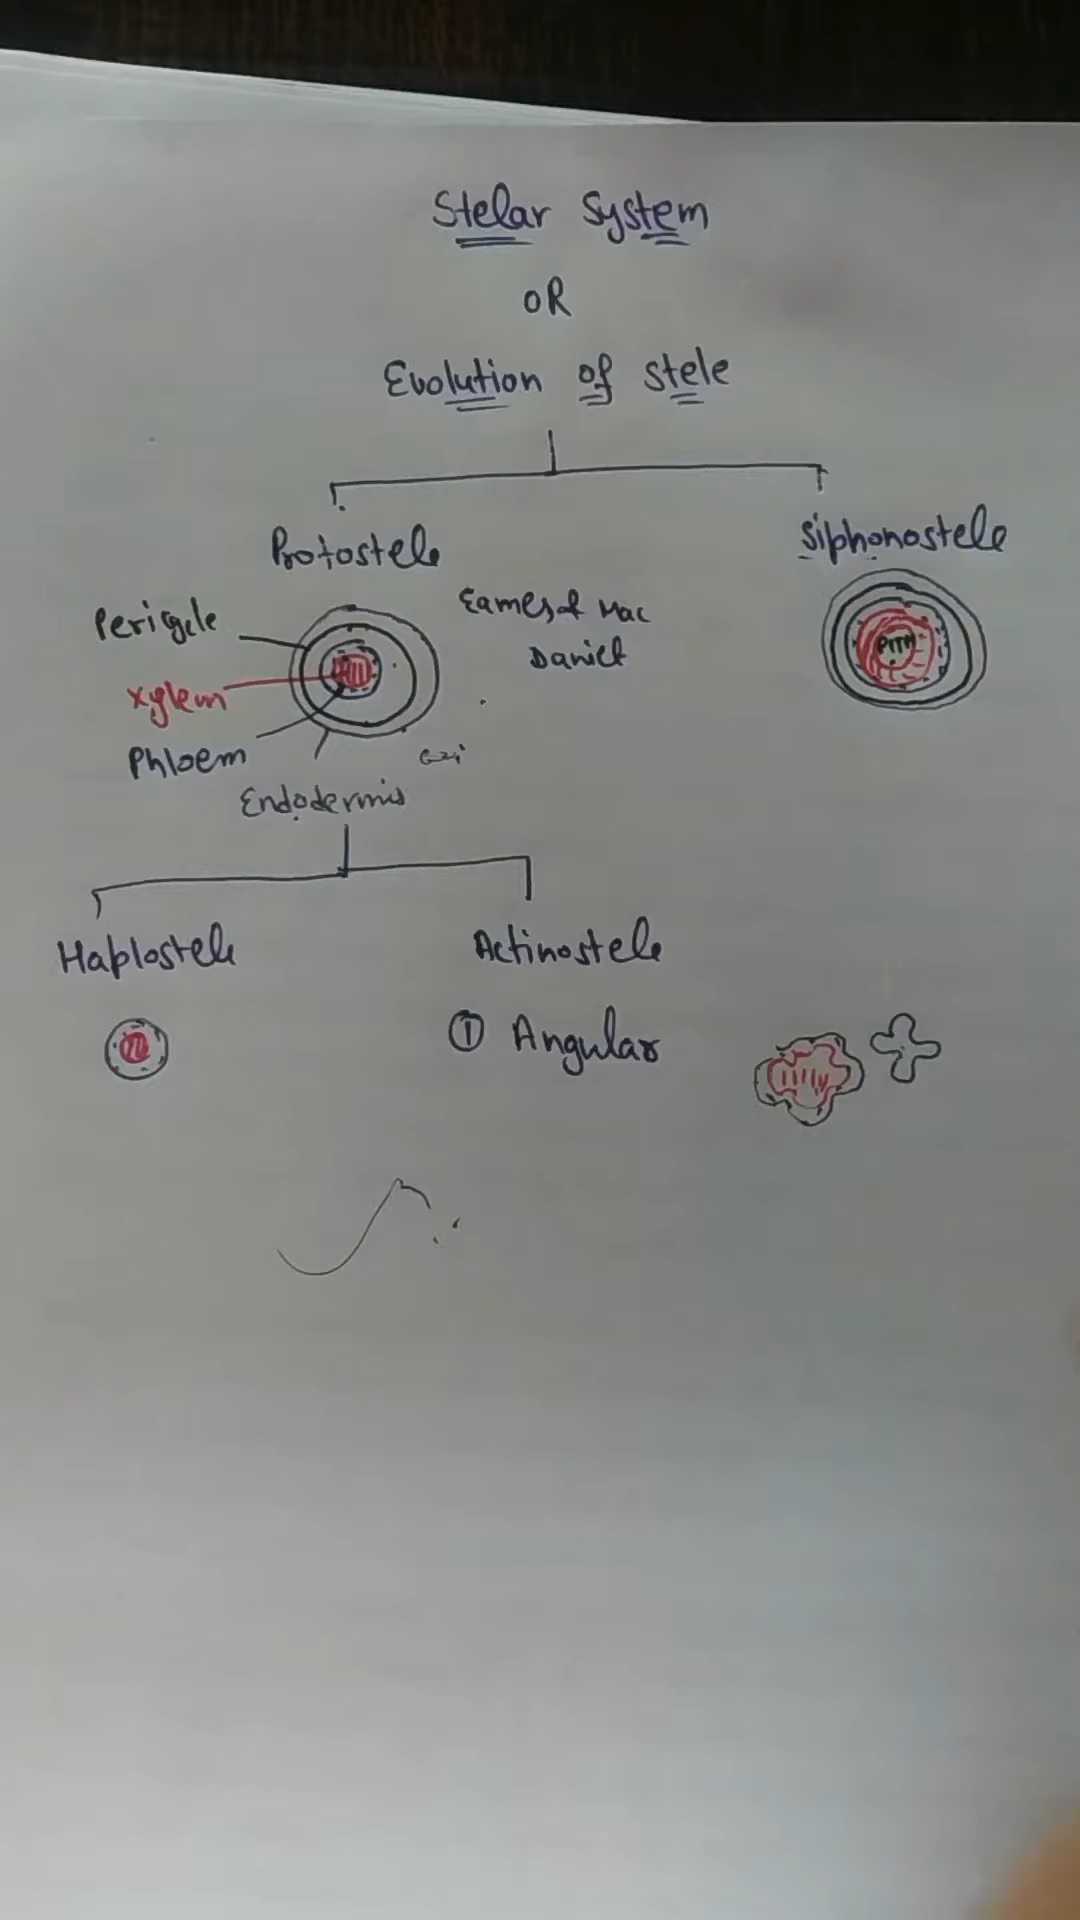 Stelar System
OR
Evolution of stele
Protostele
Siphonostele
Pericycle
Eames & Mac
Daniel
PITH
Xylem
Phloem
Endodermis
Haplostele
Actinostele
① Angular